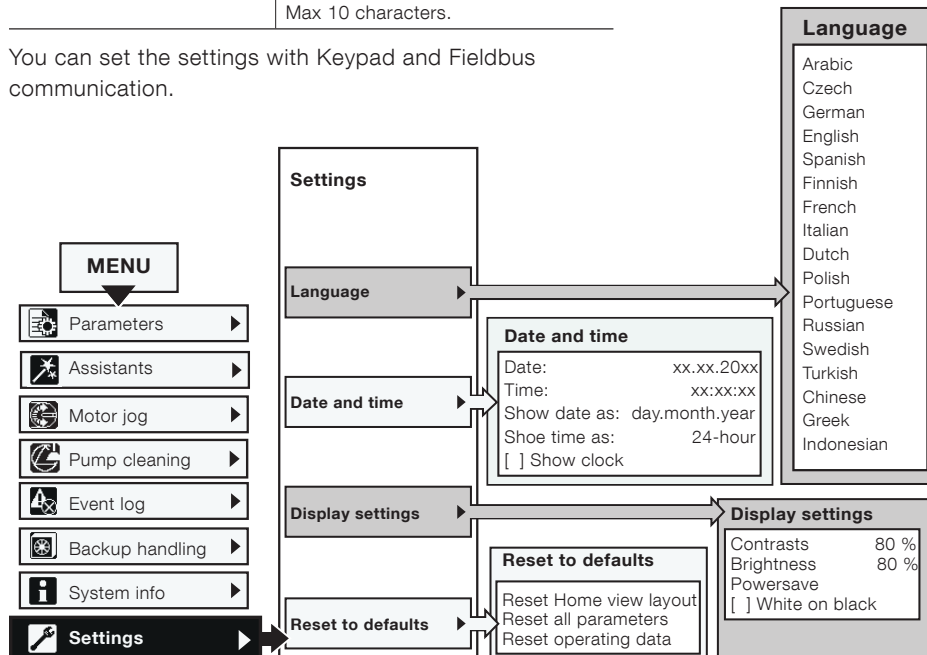 Max 10 characters.
You can set the settings with Keypad and Fieldbus
communication.
MENU
Parameters
Assistants
Motor jog
Pump cleaning
Event log
Backup handling
System info
Settings
Settings
Language
Date and time
Display settings
Reset to defaults
Language
Arabic
Czech
German
English
Spanish
Finnish
French
Italian
Dutch
Polish
Portuguese
Russian
Swedish
Turkish
Chinese
Greek
Indonesian
Date and time
Date: xx.xx.20xx
Time: xx:xx:xx
Show date as: day.month.year
Shoe time as: 24-hour
[ ] Show clock
Display settings
Contrasts 80 %
Brightness 80 %
Powersave
[ ] White on black
Reset to defaults
Reset Home view layout
Reset all parameters
Reset operating data